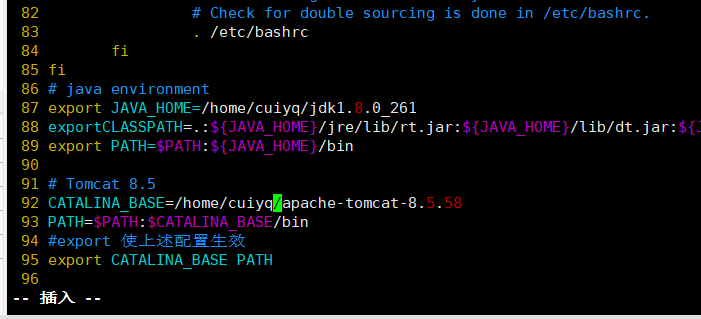 82 # Check for double sourcing is done in /etc/bashrc.
83 . /etc/bashrc
84 fi
85 fi
86 # java environment
87 export JAVA_HOME=/home/cuiyq/jdk1.8.0_261
88 exportCLASSPATH=.:${JAVA_HOME}/jre/lib/rt.jar:${JAVA_HOME}/lib/dt.jar:${J
89 export PATH=$PATH:${JAVA_HOME}/bin
90
91 # Tomcat 8.5
92 CATALINA_BASE=/home/cuiyq/apache-tomcat-8.5.58
93 PATH=$PATH:$CATALINA_BASE/bin
94 #export 使上述配置生效
95 export CATALINA_BASE PATH
96
-- 插入 --